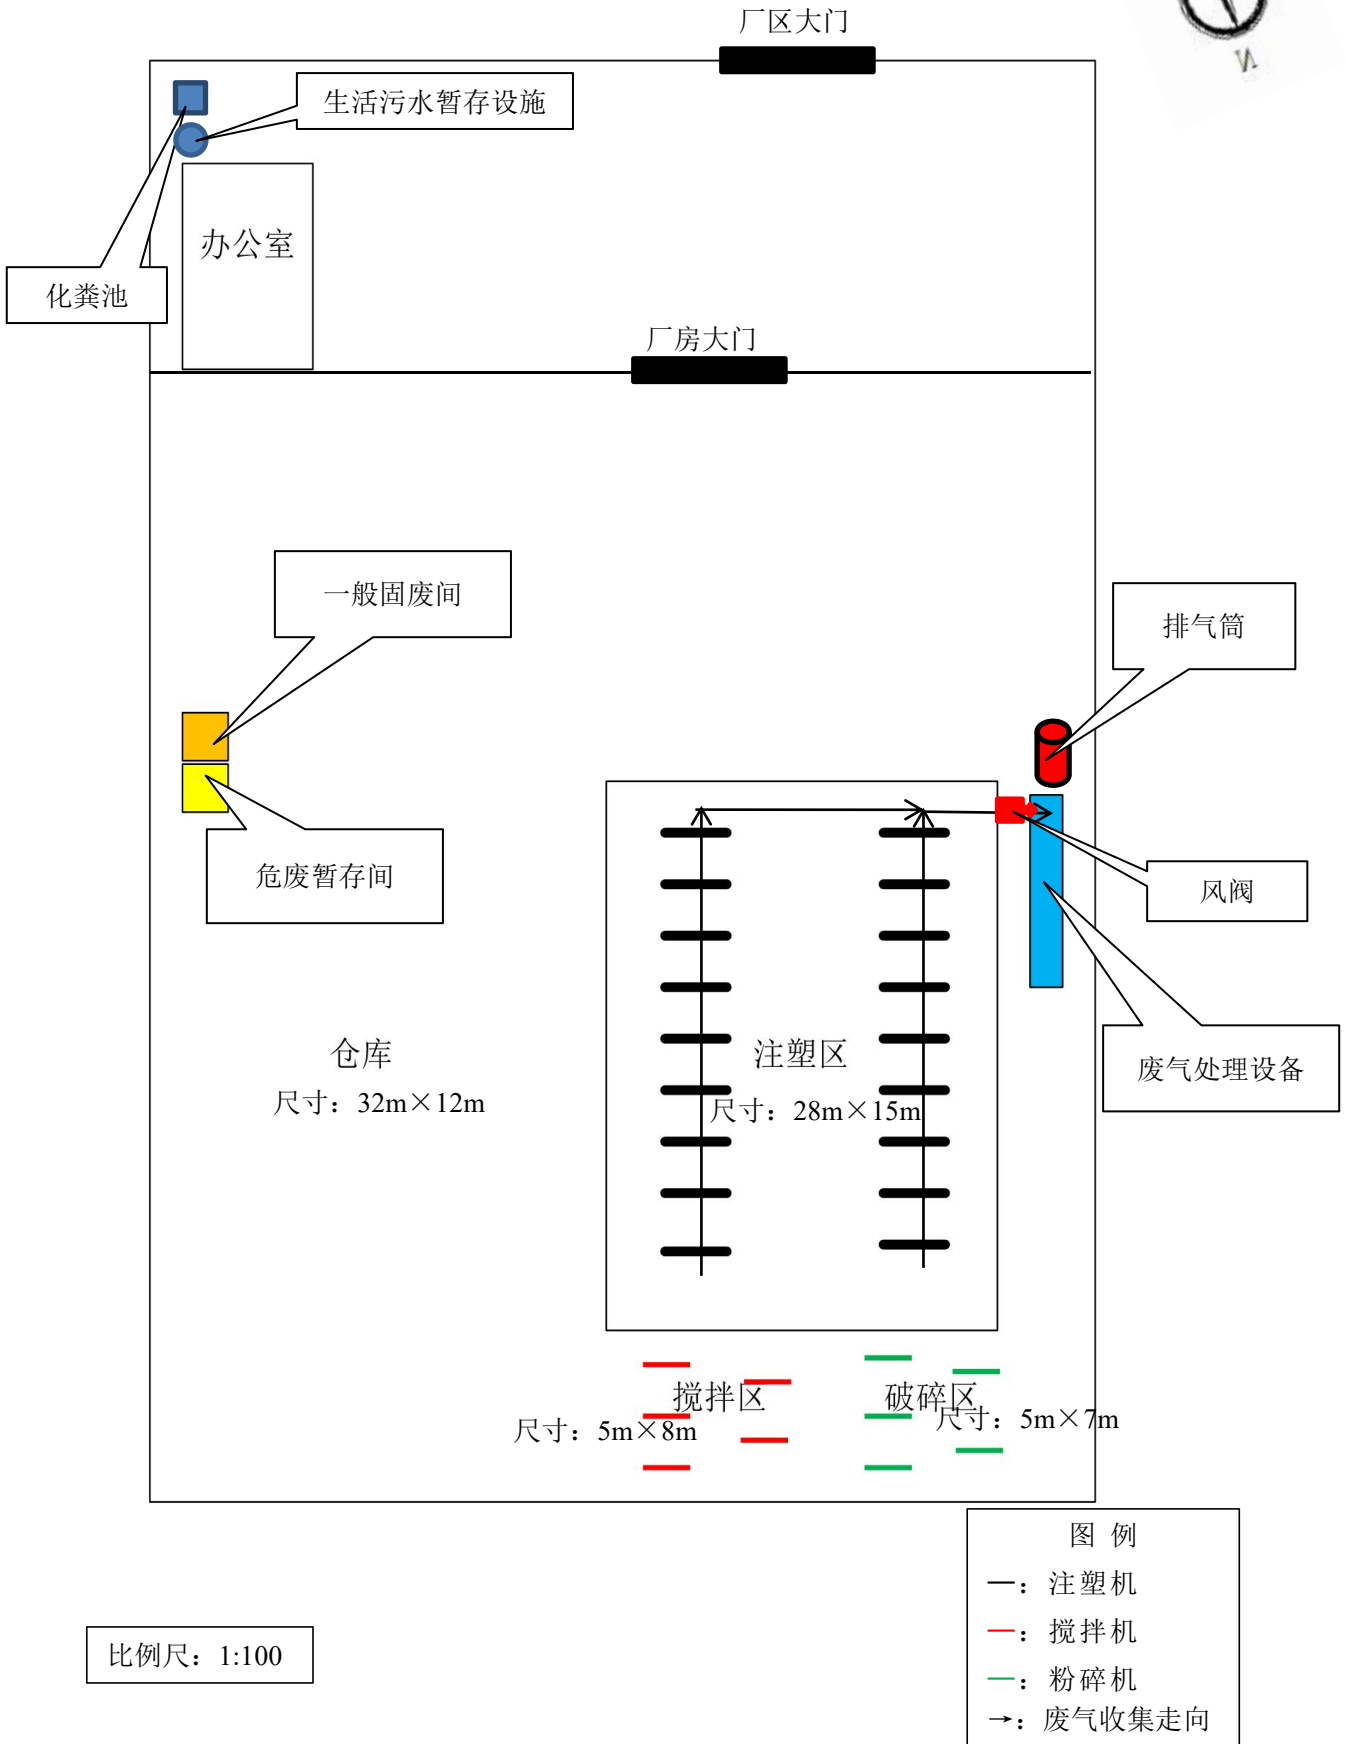 厂区大门
N
生活污水暂存设施
办公室
化粪池
厂房大门
一般固废间
排气筒
危废暂存间
风阀
仓库
尺寸：32m×12m
注塑区
尺寸：28m×15m
废气处理设备
搅拌区
尺寸：5m×8m
破碎区
尺寸：5m×7m
图 例
—：注塑机
—：搅拌机
—：粉碎机
→：废气收集走向
比例尺：1:100